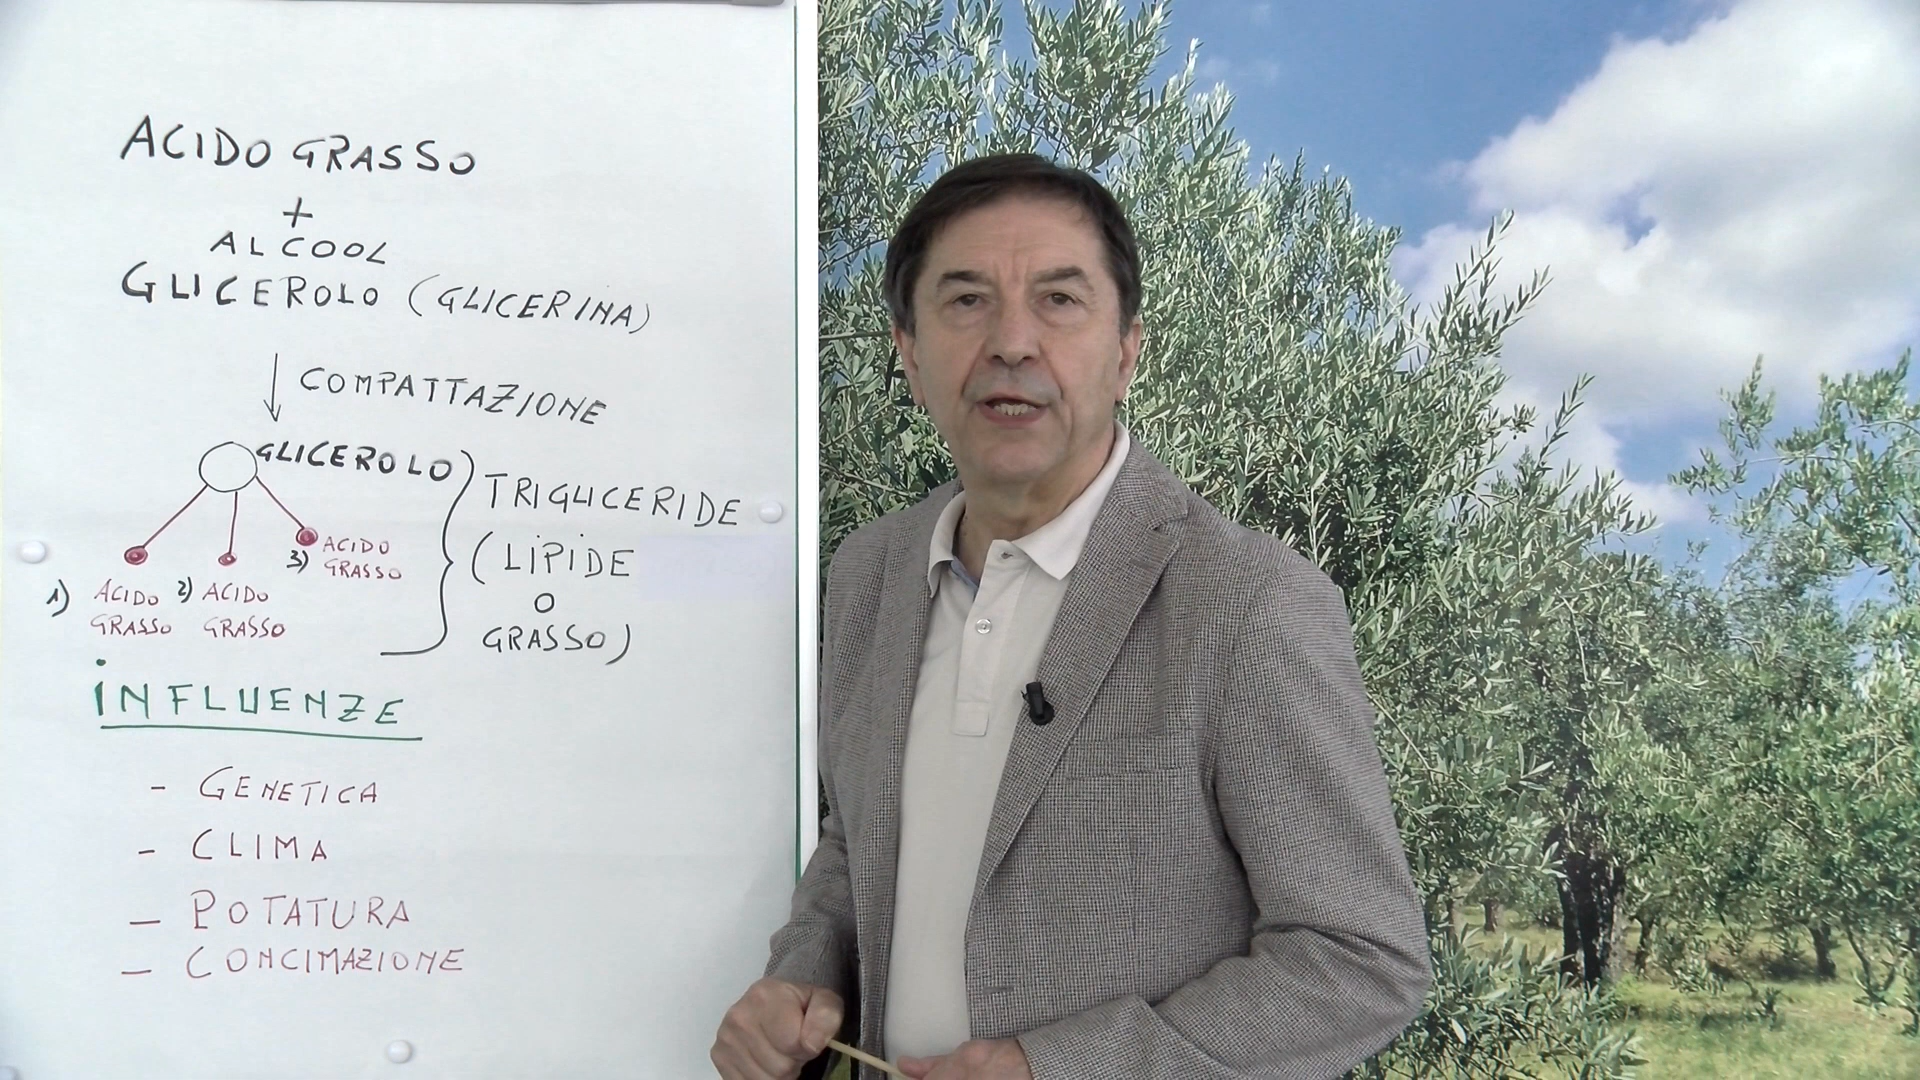 ACIDO GRASSO
+
ALCOOL
GLICEROLO (GLICERINA)
COMPATTAZIONE
GLICEROLO
1) ACIDO GRASSO
2) ACIDO GRASSO
3) ACIDO GRASSO
TRIGLICERIDE
(LIPIDE
O
GRASSO)
INFLUENZE
- GENETICA
- CLIMA
- POTATURA
- CONCIMAZIONE